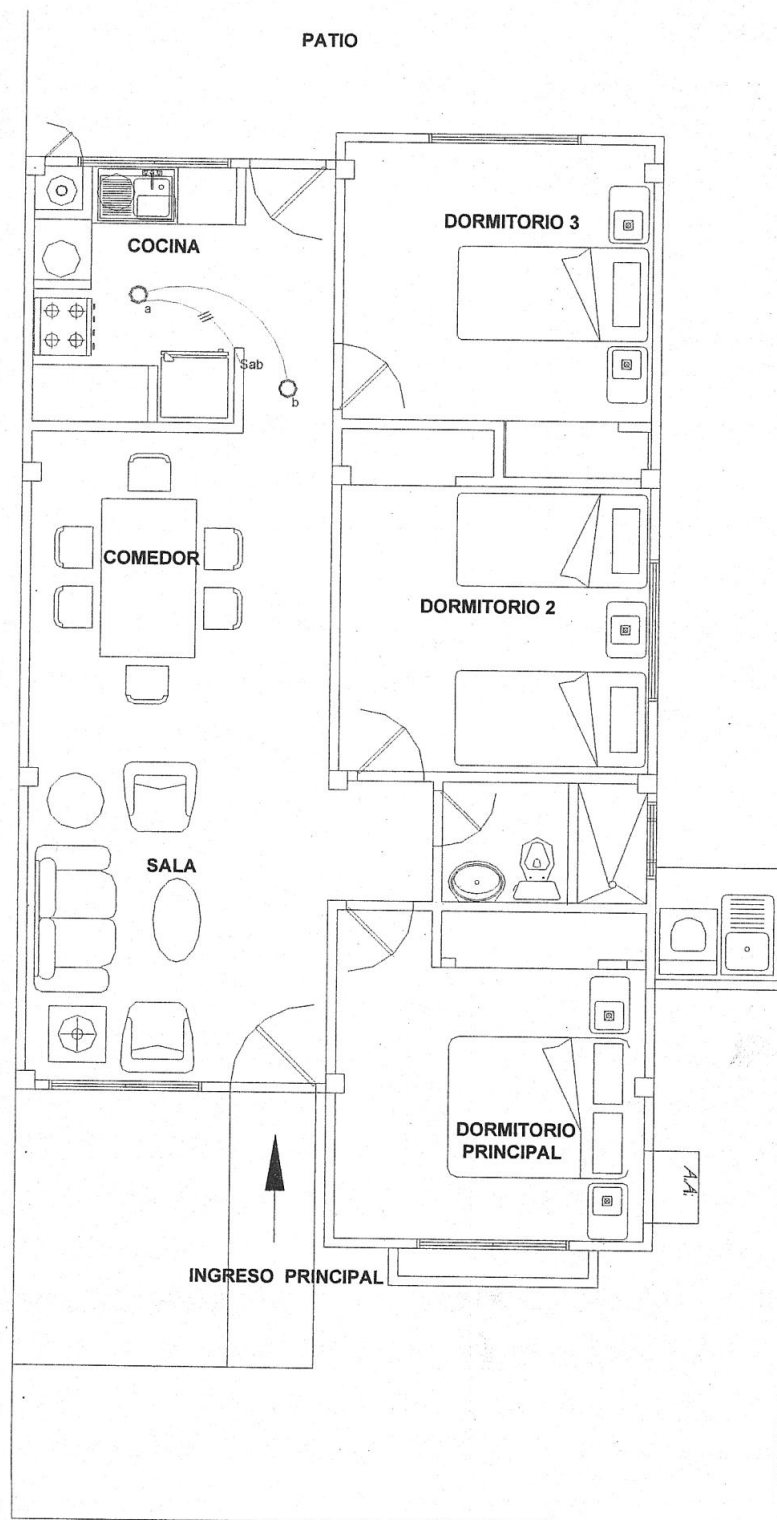 PATIO
DORMITORIO 3
COCINA
a
Sab
b
COMEDOR
DORMITORIO 2
SALA
DORMITORIO
PRINCIPAL
A.A.
INGRESO PRINCIPAL